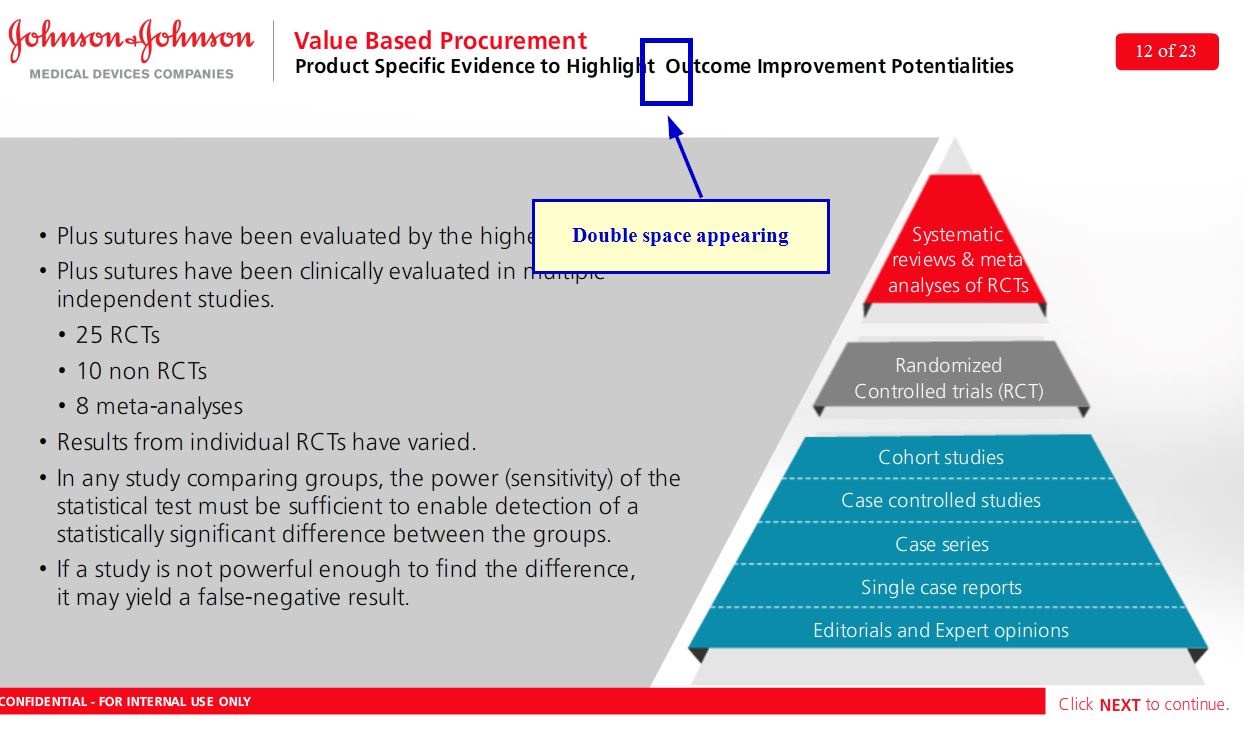 Johnson & Johnson
MEDICAL DEVICES COMPANIES
Value Based Procurement
Product Specific Evidence to Highlight  Outcome Improvement Potentialities
12 of 23
Double space appearing
• Plus sutures have been evaluated by the
• Plus sutures have been clinically evaluated in multiple
independent studies.
• 25 RCTs
• 10 non RCTs
• 8 meta-analyses
• Results from individual RCTs have varied.
• In any study comparing groups, the power (sensitivity) of the
statistical test must be sufficient to enable detection of a
statistically significant difference between the groups.
• If a study is not powerful enough to find the difference,
it may yield a false-negative result.
Systematic
reviews & meta
analyses of RCTs
Randomized
Controlled trials (RCT)
Cohort studies
Case controlled studies
Case series
Single case reports
Editorials and Expert opinions
CONFIDENTIAL - FOR INTERNAL USE ONLY
Click NEXT to continue.